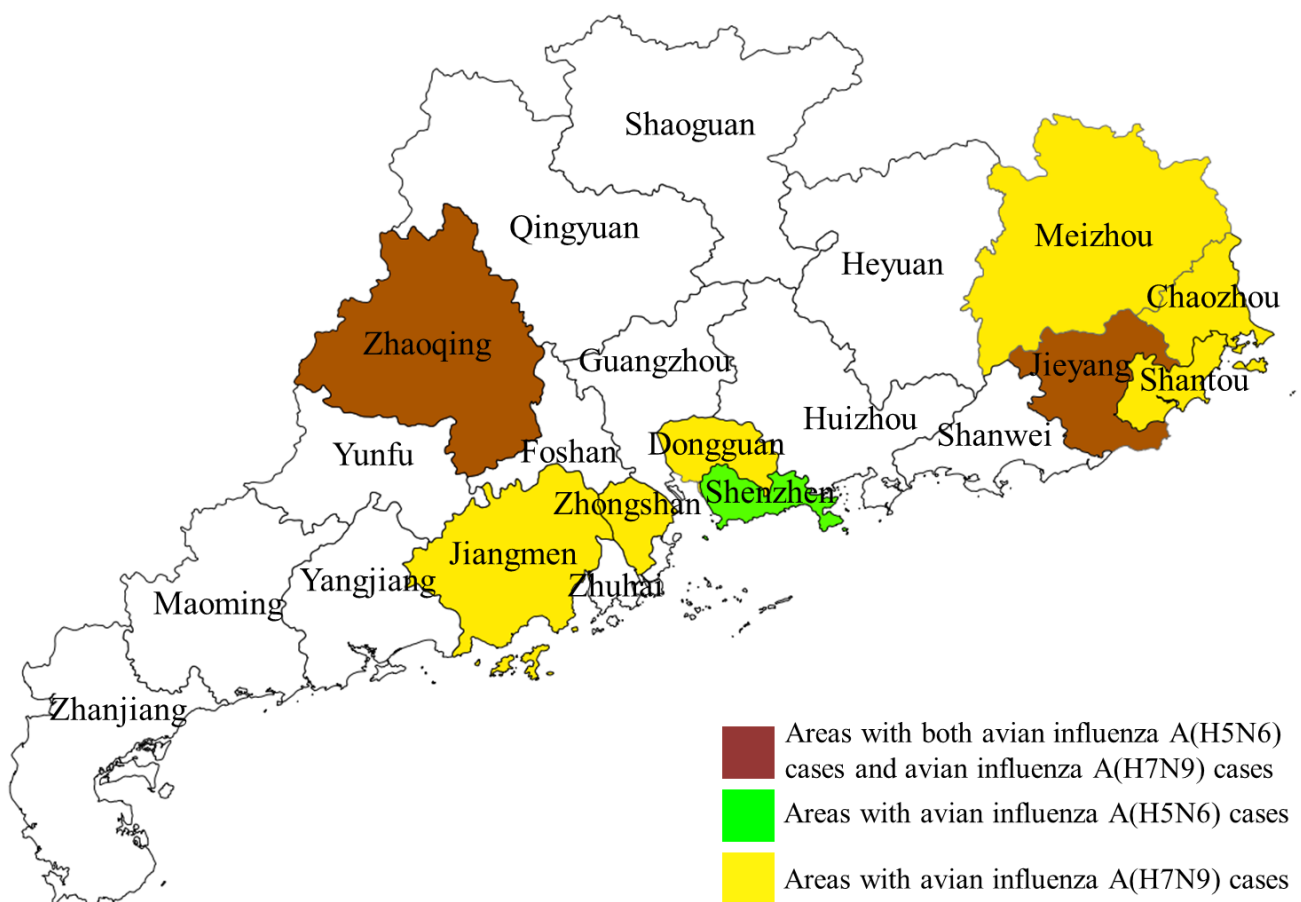 Shaoguan
Qingyuan
Meizhou
Heyuan
Chaozhou
Zhaoqing
Guangzhou
Jieyang
Shantou
Huizhou
Shanwei
Dongguan
Yunfu
Foshan
Shenzhen
Zhongshan
Jiangmen
Yangjiang
Zhuhai
Maoming
Zhanjiang
Areas with both avian influenza A(H5N6)
cases and avian influenza A(H7N9) cases
Areas with avian influenza A(H5N6) cases
Areas with avian influenza A(H7N9) cases